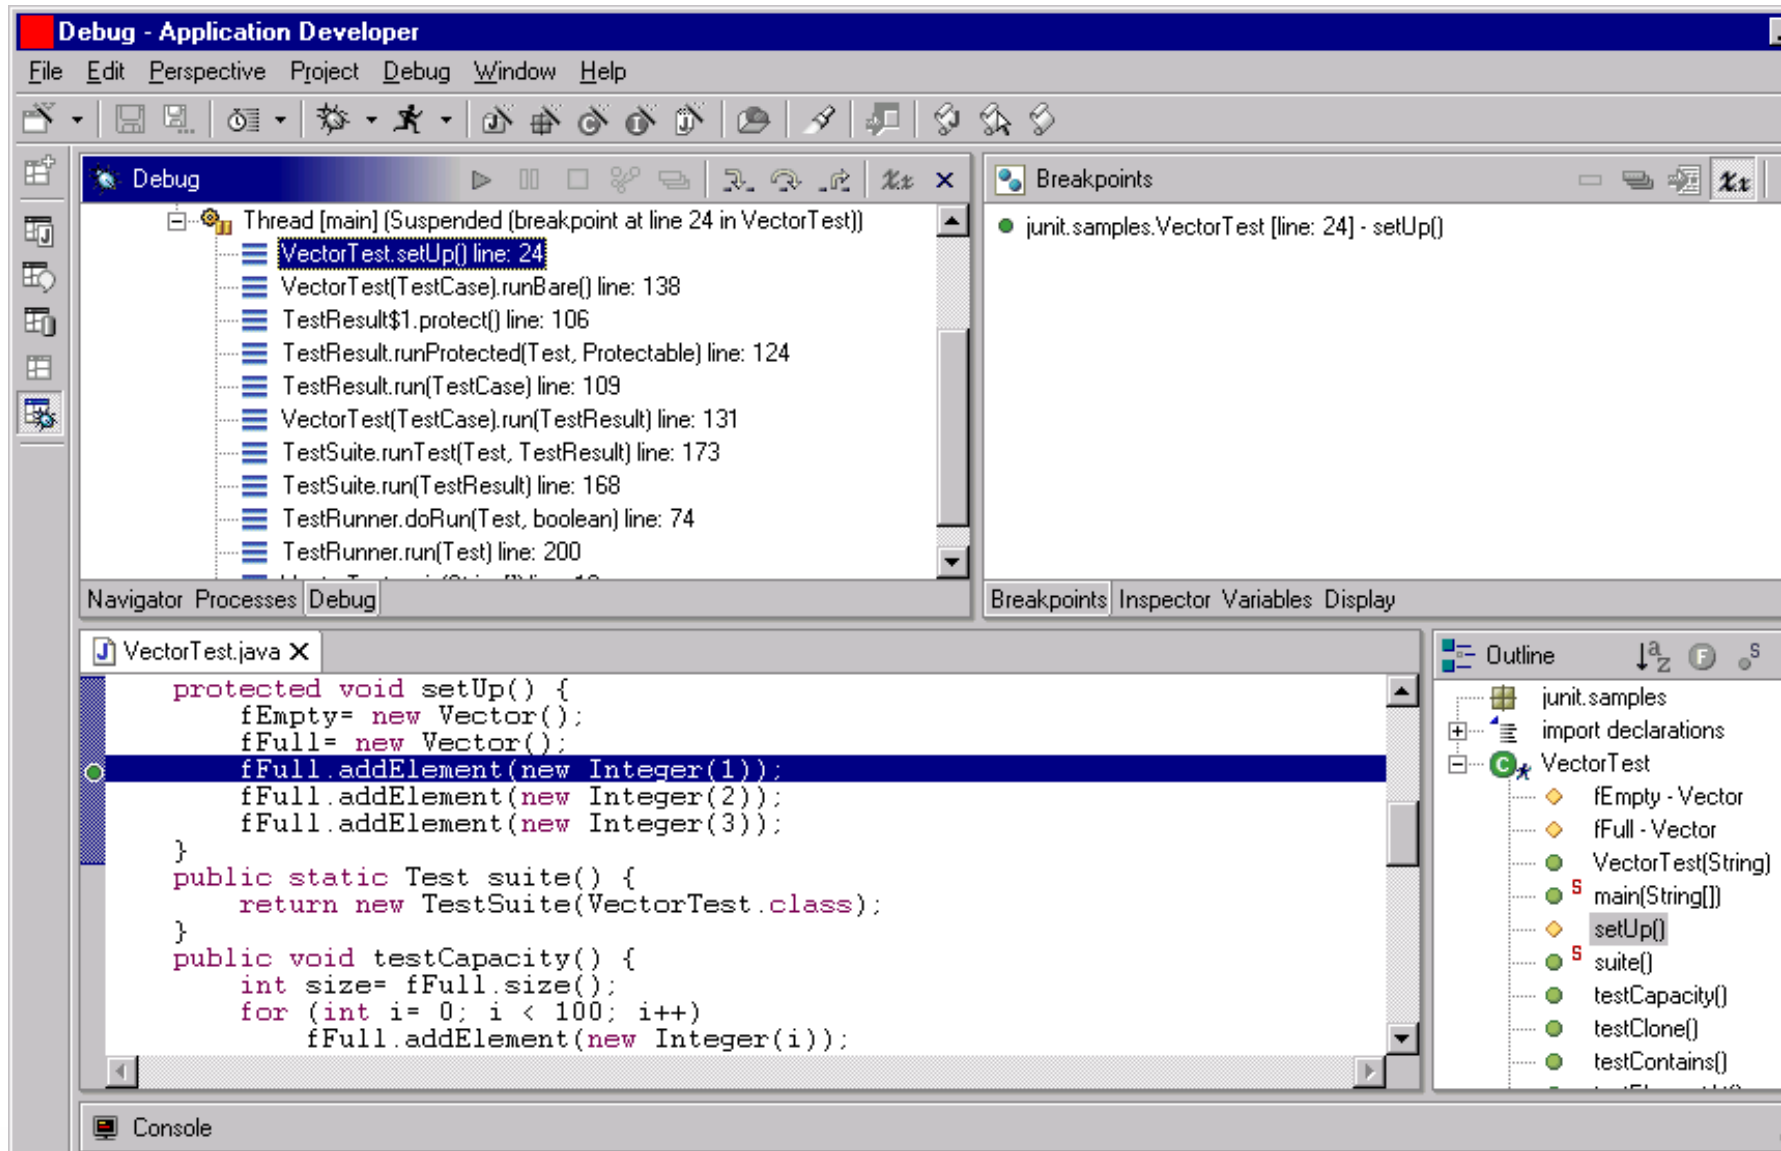 Debug - Application Developer
File Edit Perspective Project Debug Window Help
Debug
Thread [main] (Suspended (breakpoint at line 24 in VectorTest))
VectorTest.setUp() line: 24
VectorTest(TestCase).runBare() line: 138
TestResult$1.protect() line: 106
TestResult.runProtected(Test, Protectable) line: 124
TestResult.run(TestCase) line: 109
VectorTest(TestCase).run(TestResult) line: 131
TestSuite.runTest(Test, TestResult) line: 173
TestSuite.run(TestResult) line: 168
TestRunner.doRun(Test, boolean) line: 74
TestRunner.run(Test) line: 200
Navigator Processes Debug
Breakpoints
junit.samples.VectorTest [line: 24] - setUp()
Breakpoints Inspector Variables Display
VectorTest.java
protected void setUp() {
fEmpty= new Vector();
fFull= new Vector();
fFull.addElement(new Integer(1));
fFull.addElement(new Integer(2));
fFull.addElement(new Integer(3));
}
public static Test suite() {
return new TestSuite(VectorTest.class);
}
public void testCapacity() {
int size= fFull.size();
for (int i= 0; i < 100; i++)
fFull.addElement(new Integer(i));
Outline
junit.samples
import declarations
VectorTest
fEmpty - Vector
fFull - Vector
VectorTest(String)
main(String[])
setUp()
suite()
testCapacity()
testClone()
testContains()
Console